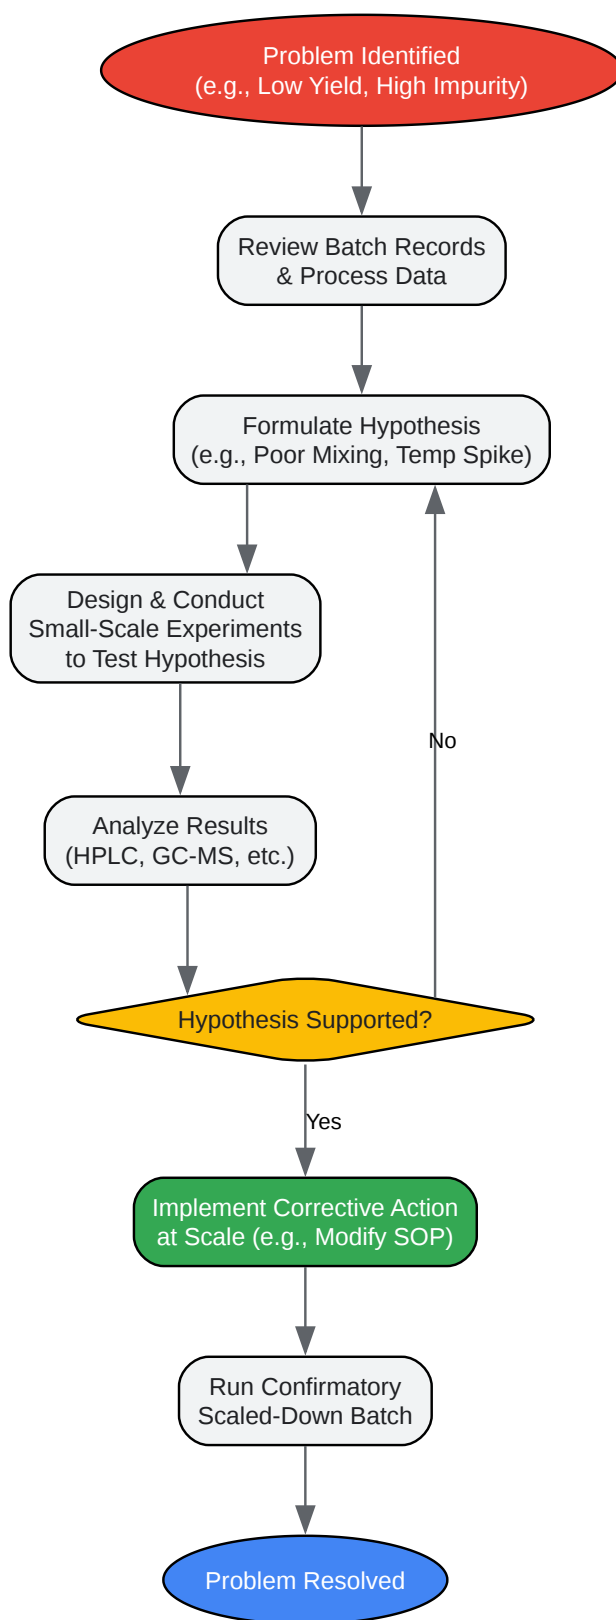 Problem Identified
(e.g., Low Yield, High Impurity)
Review Batch Records
& Process Data
Formulate Hypothesis
(e.g., Poor Mixing, Temp Spike)
Design & Conduct
Small-Scale Experiments
to Test Hypothesis
No
Analyze Results
(HPLC, GC-MS, etc.)
Hypothesis Supported?
Yes
Implement Corrective Action
at Scale (e.g., Modify SOP)
Run Confirmatory
Scaled-Down Batch
Problem Resolved